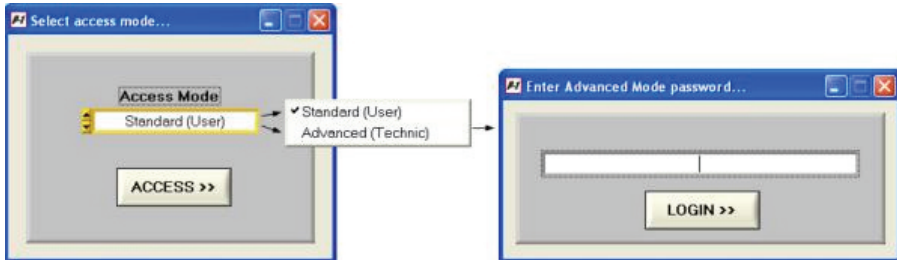 Select access mode...
Access Mode
Standard (User)
ACCESS >>
Standard (User)
Advanced (Technic)
Enter Advanced Mode password...
LOGIN >>